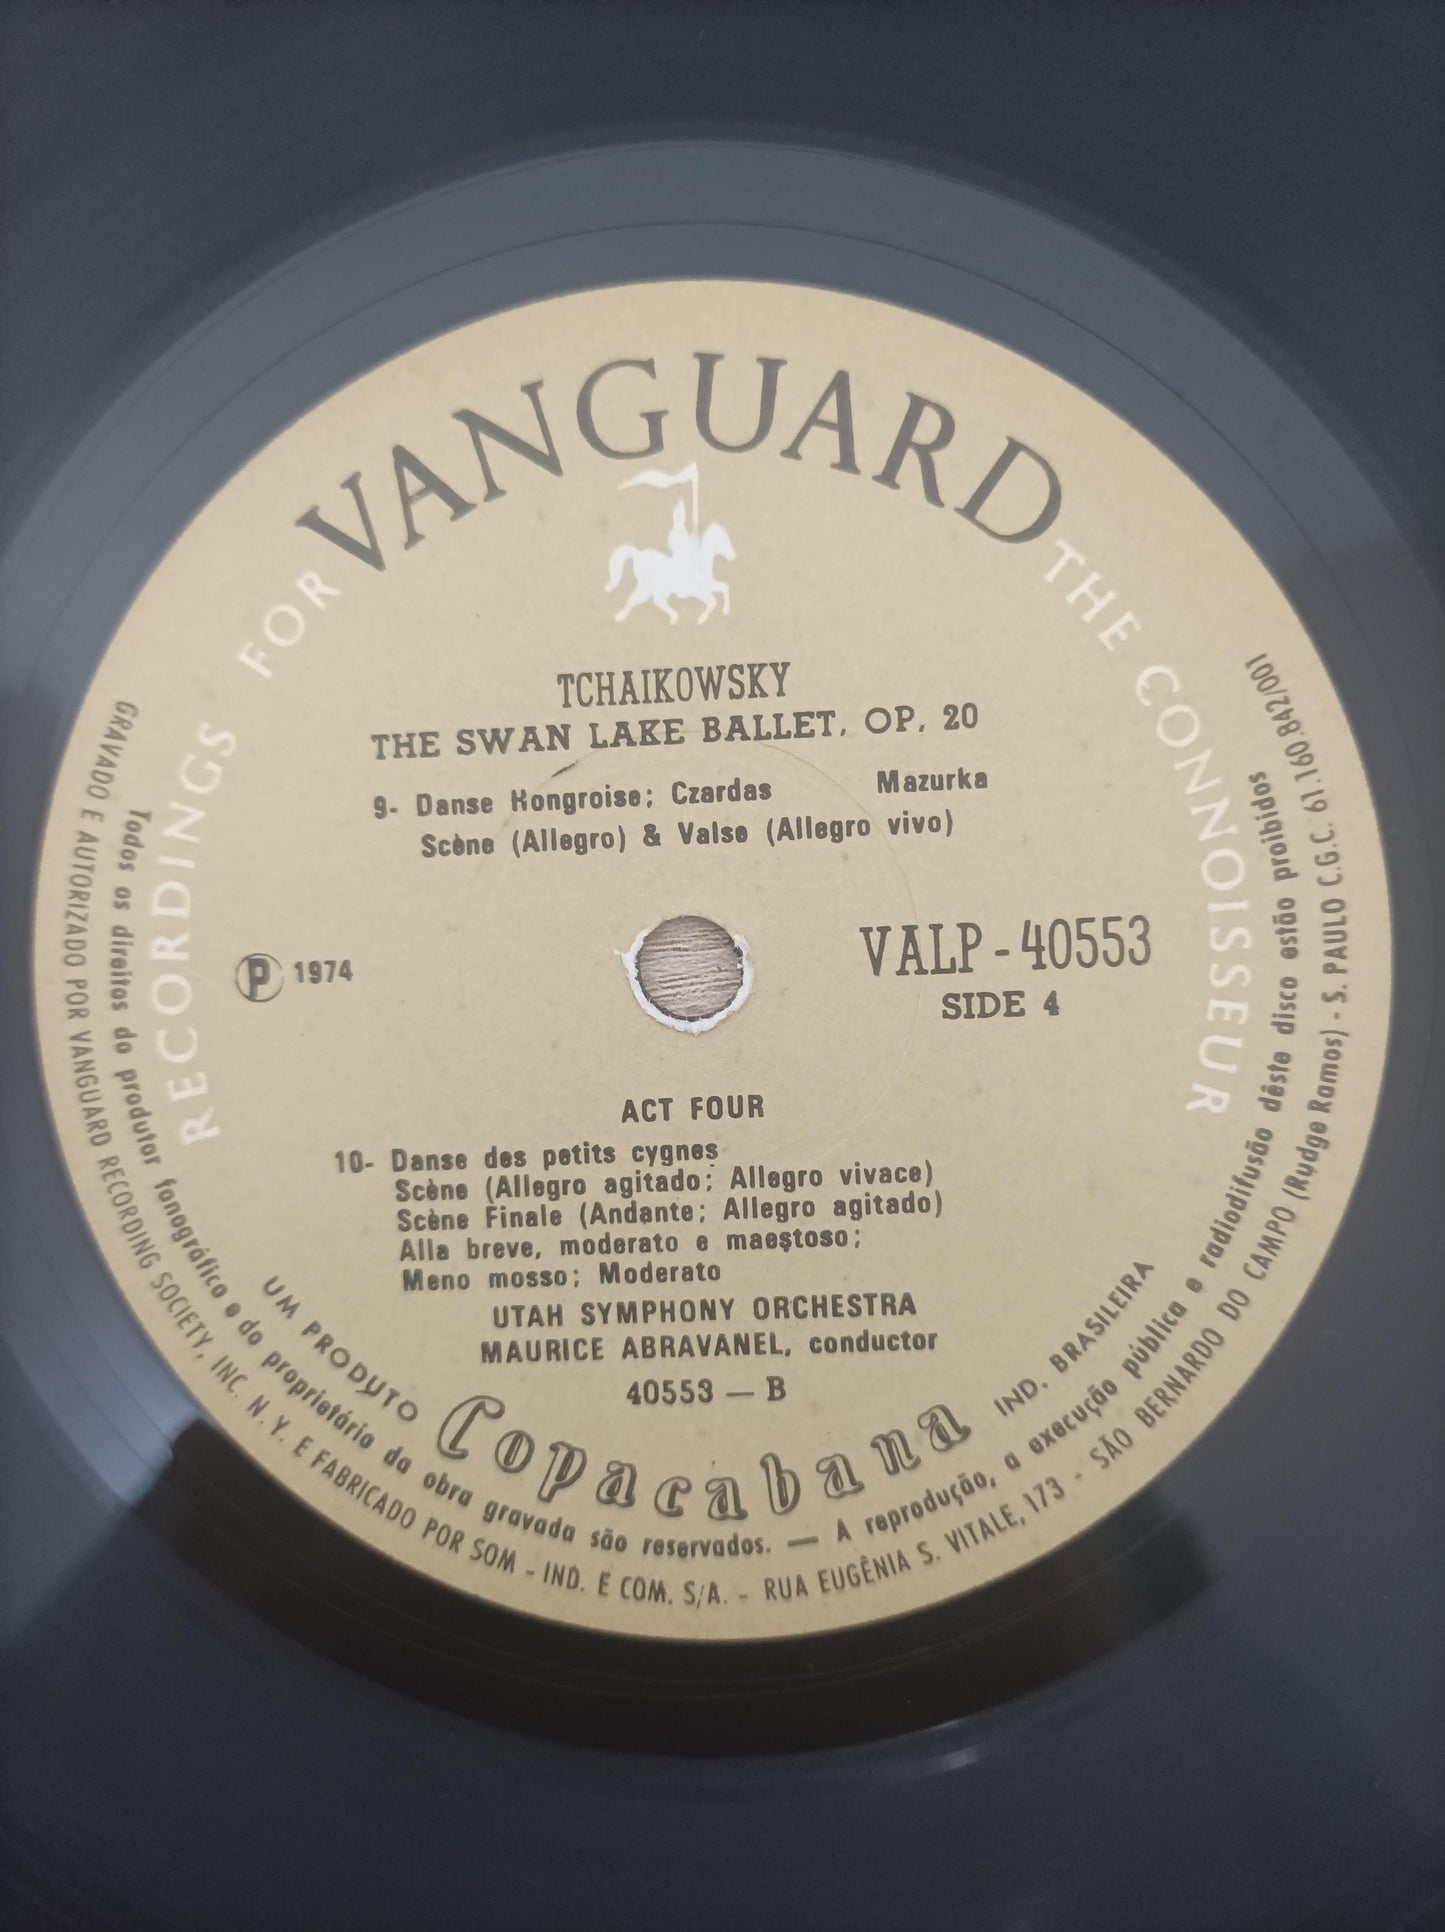 VANGUARD
RECORDINGS FOR THE CONNOISSEUR
TCHAIKOWSKY
THE SWAN LAKE BALLET, OP. 20
9- Danse Hongroise; Czardas Mazurka
Scène (Allegro) & Valse (Allegro vivo)
Ⓟ 1974
VALP - 40553
SIDE 4
ACT FOUR
10- Danse des petits cygnes
Scène (Allegro agitado; Allegro vivace)
Scène Finale (Andante; Allegro agitado)
Alla breve, moderato e maestoso;
Meno mosso; Moderato
UTAH SYMPHONY ORCHESTRA
MAURICE ABRAVANEL, conductor
40553 — B
UM PRODUTO Copacabana IND. BRASILEIRA
Todos os direitos do produtor fonográfico e do proprietário da obra gravada são reservados. — A reprodução, a execução pública e radiodifusão dêste disco estão proibidos
GRAVADO E AUTORIZADO POR VANGUARD RECORDING SOCIETY, INC. N. Y. E FABRICADO POR SOM - IND. E COM. S/A. - RUA EUGÊNIA S. VITALE, 173 - SÃO BERNARDO DO CAMPO (Rudge Ramos) - S. PAULO C.G.C. 61.160.842/001